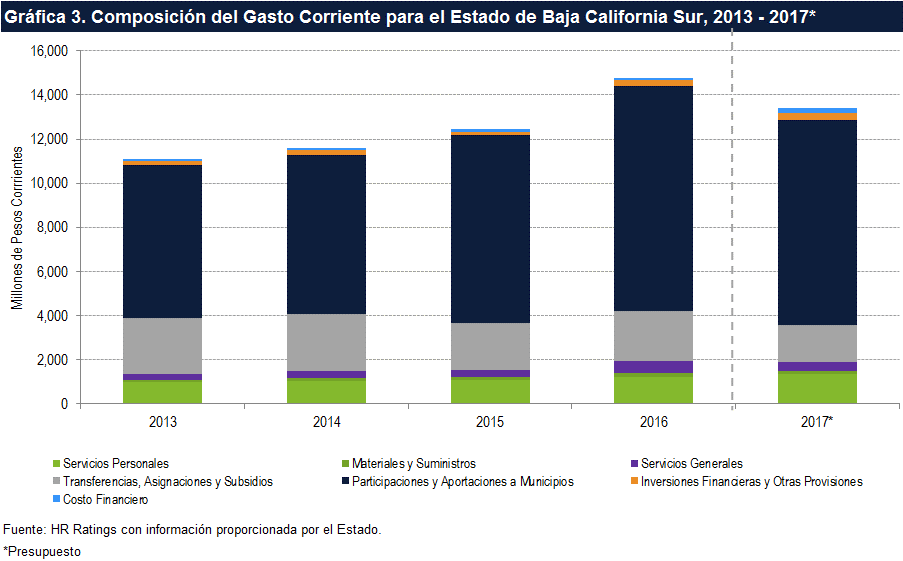 Gráfica 3. Composición del Gasto Corriente para el Estado de Baja California Sur, 2013 - 2017*
Millones de Pesos Corrrientes
16,000
14,000
12,000
10,000
8,000
6,000
4,000
2,000
0
2013 2014 2015 2016 2017*
Servicios Personales Materiales y Suministros Servicios Generales
Transferencias, Asignaciones y Subsidios Participaciones y Aportaciones a Municipios Inversiones Financieras y Otras Provisiones
Costo Financiero
Fuente: HR Ratings con información proporcionada por el Estado.
*Presupuesto